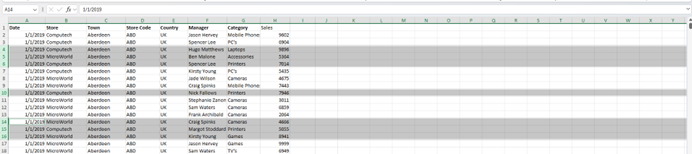 A14 fx 1/1/2019
A B C D E F G H I J K L M N O P Q R S T U V W X
1 Date Store Town Store Code Country Manager Category Sales
2 1/1/2019 Computech Aberdeen ABD UK Jason Hervey Mobile Phone 9602
3 1/1/2019 Computech Aberdeen ABD UK Spencer Lee PC's 6904
4 1/1/2019 Computech Aberdeen ABD UK Hugo Matthews Laptops 9898
5 1/1/2019 MicroWorld Aberdeen ABD UK Ben Malone Accessories 5364
6 1/1/2019 Computech Aberdeen ABD UK Spencer Lee Printers 7014
7 1/1/2019 Computech Aberdeen ABD UK Kirsty Young PC's 5435
8 1/1/2019 MicroWorld Aberdeen ABD UK Jade Wilson Cameras 4675
9 1/1/2019 MicroWorld Aberdeen ABD UK Craig Spinks Mobile Phone 7443
10 1/1/2019 Computech Aberdeen ABD UK Nick Fallows Printers 7946
11 1/1/2019 MicroWorld Aberdeen ABD UK Stephanie Zanon Cameras 3911
12 1/1/2019 MicroWorld Aberdeen ABD UK Sam Waters Cameras 6859
13 1/1/2019 MicroWorld Aberdeen ABD UK Frank Archibald Cameras 2064
14 1/1/2019 MicroWorld Aberdeen ABD UK Craig Spinks Cameras 4666
15 1/1/2019 Computech Aberdeen ABD UK Margot Stoddard Printers
16 1/1/2019 MicroWorld Aberdeen ABD UK Kirsty Young Games 8941
17 1/1/2019 MicroWorld Aberdeen ABD UK Jason Hervey Games 9999
18 1/1/2019 MicroWorld Aberdeen ABD UK Sam Waters TV's 6949